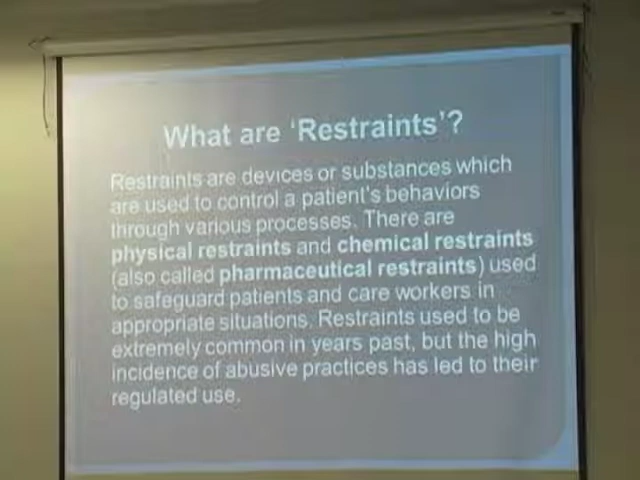 What are 'Restraints'?
Restraints are devices or substances which
are used to control a patient's behaviors
through various processes. There are
physical restraints and chemical restraints
(also called pharmaceutical restraints) used
to safeguard patients and care workers in
appropriate situations. Restraints used to be
extremely common in years past, but the high
incidence of abusive practices has led to their
regulated use.